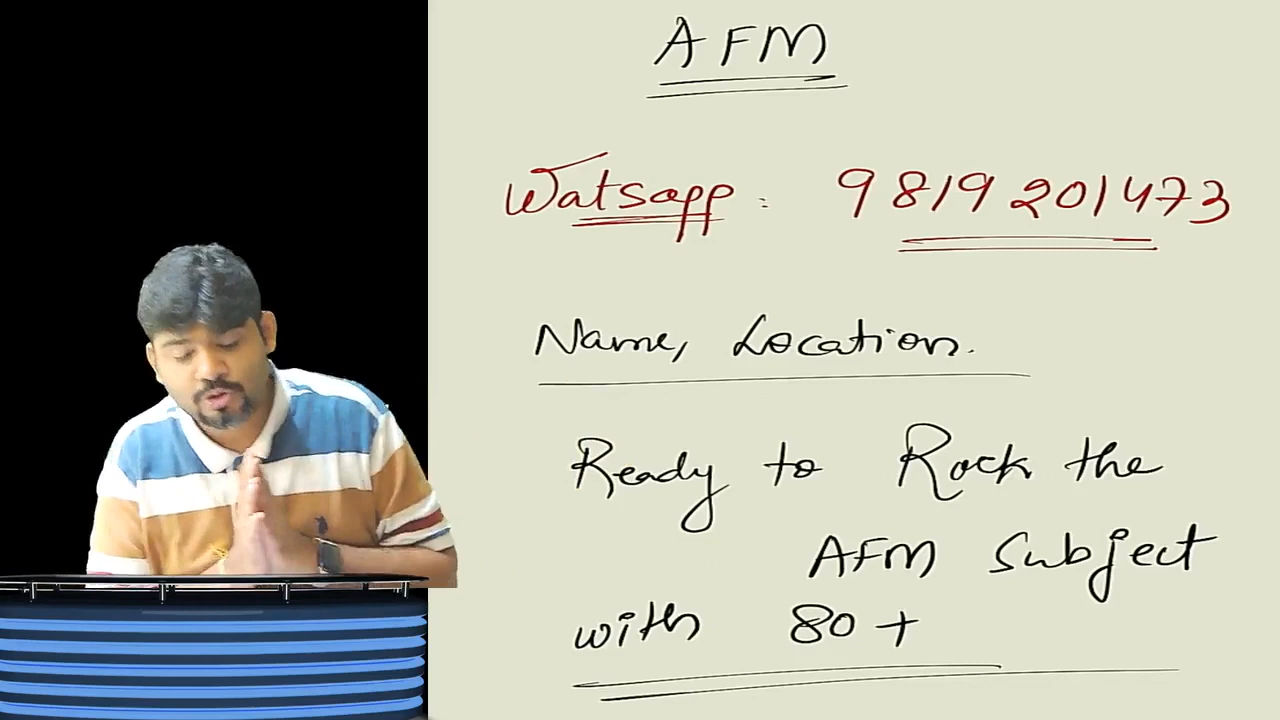 AFM
Watsapp : 9819201473
Name, Location.
Ready to Rock the
AFM Subject
with 80+